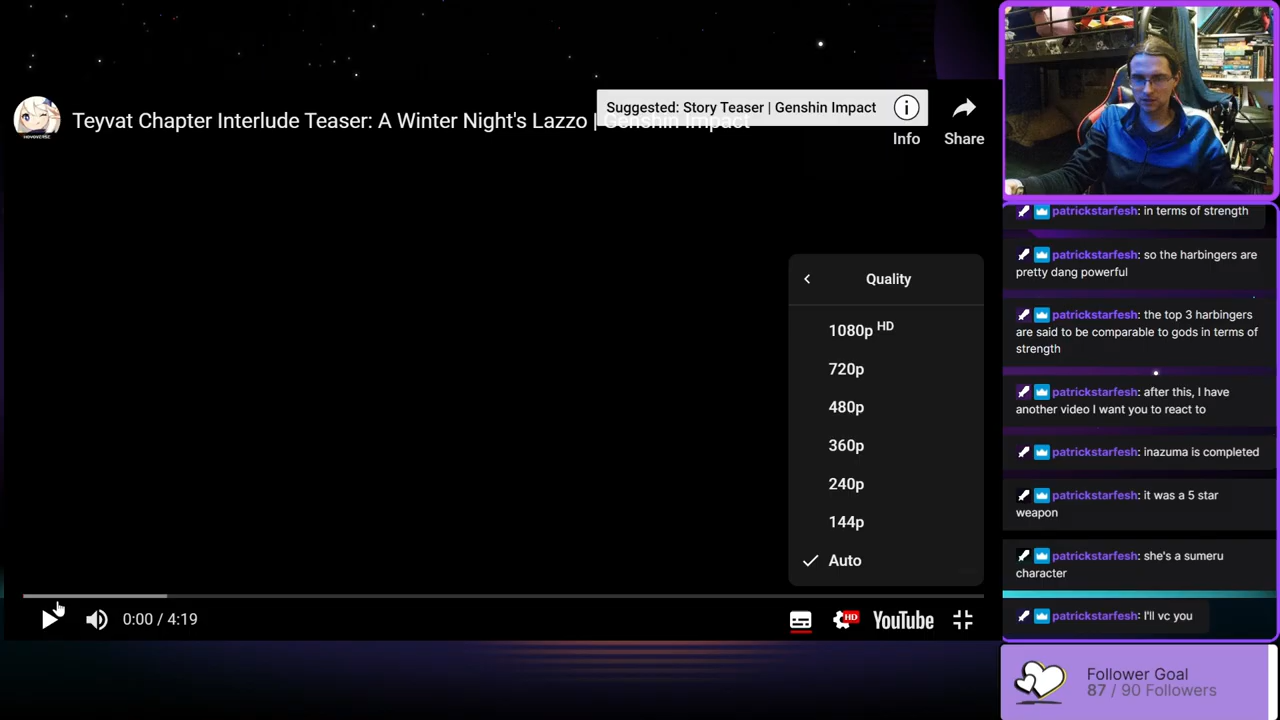 Teyvat Chapter Interlude Teaser: A Winter Night's Lazzo | Genshin Impact
Suggested: Story Teaser | Genshin Impact
Info
Share
Quality
1080p HD
720p
480p
360p
240p
144p
Auto
0:00 / 4:19
HD
YouTube
patrickstarfesh: in terms of strength
patrickstarfesh: so the harbingers are
pretty dang powerful
patrickstarfesh: the top 3 harbingers
are said to be comparable to gods in terms of
strength
patrickstarfesh: after this, I have
another video I want you to react to
patrickstarfesh: inazuma is completed
patrickstarfesh: it was a 5 star
weapon
patrickstarfesh: she's a sumeru
character
patrickstarfesh: I'll vc you
Follower Goal
87 / 90 Followers